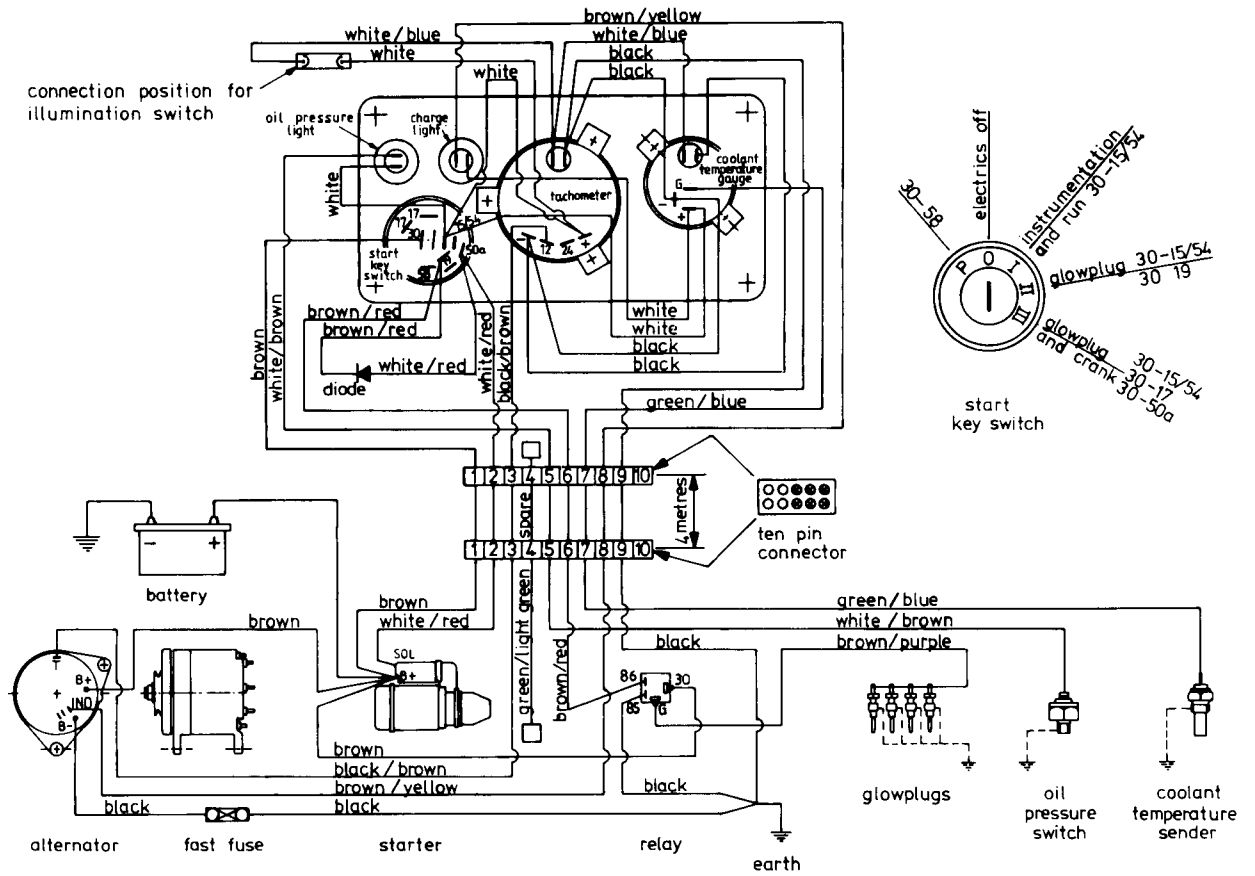 brown/yellow
white/blue
white/blue
white
black
white
black
connection position for
illumination switch
oil pressure
light
charge
light
coolant
temperature
gauge
G
-
+
tachometer
- 12 24 +
white
17
17
30
15/54
50a
19
58
start
key
switch
brown/red
brown/red
white/red
diode
brown
white/brown
white/red
black/brown
white
white
black
black
green/blue
30-58
electrics off
instrumentation
and run 30-15/54
glowplug 30-15/54
30 19
glowplug 30-15/54
and crank 30-17
30-50a
P O I II III
start
key switch
1 2 3 4 5 6 7 8 9 10
spare
4 metres
1 2 3 4 5 6 7 8 9 10
ten pin
connector
- +
battery
brown
white/red
green/light green
brown/red
green/blue
white/brown
brown/purple
black
brown
SOL
B+
T
B+
+
IND
B-
86
30
85
G
brown
black/brown
brown/yellow
black
black
black
alternator
fast fuse
starter
relay
earth
glowplugs
oil
pressure
switch
coolant
temperature
sender